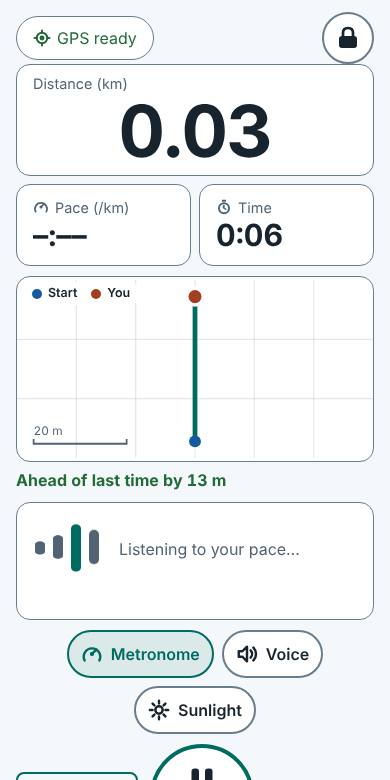 GPS ready
Distance (km)
0.03
Pace (/km)
–:––
Time
0:06
Start
You
20 m
Ahead of last time by 13 m
Listening to your pace...
Metronome
Voice
Sunlight